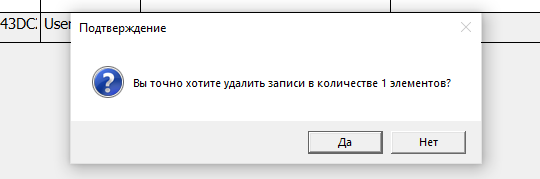 Подтверждение
43DC: User
Вы точно хотите удалить записи в количестве 1 элементов?
Да Нет